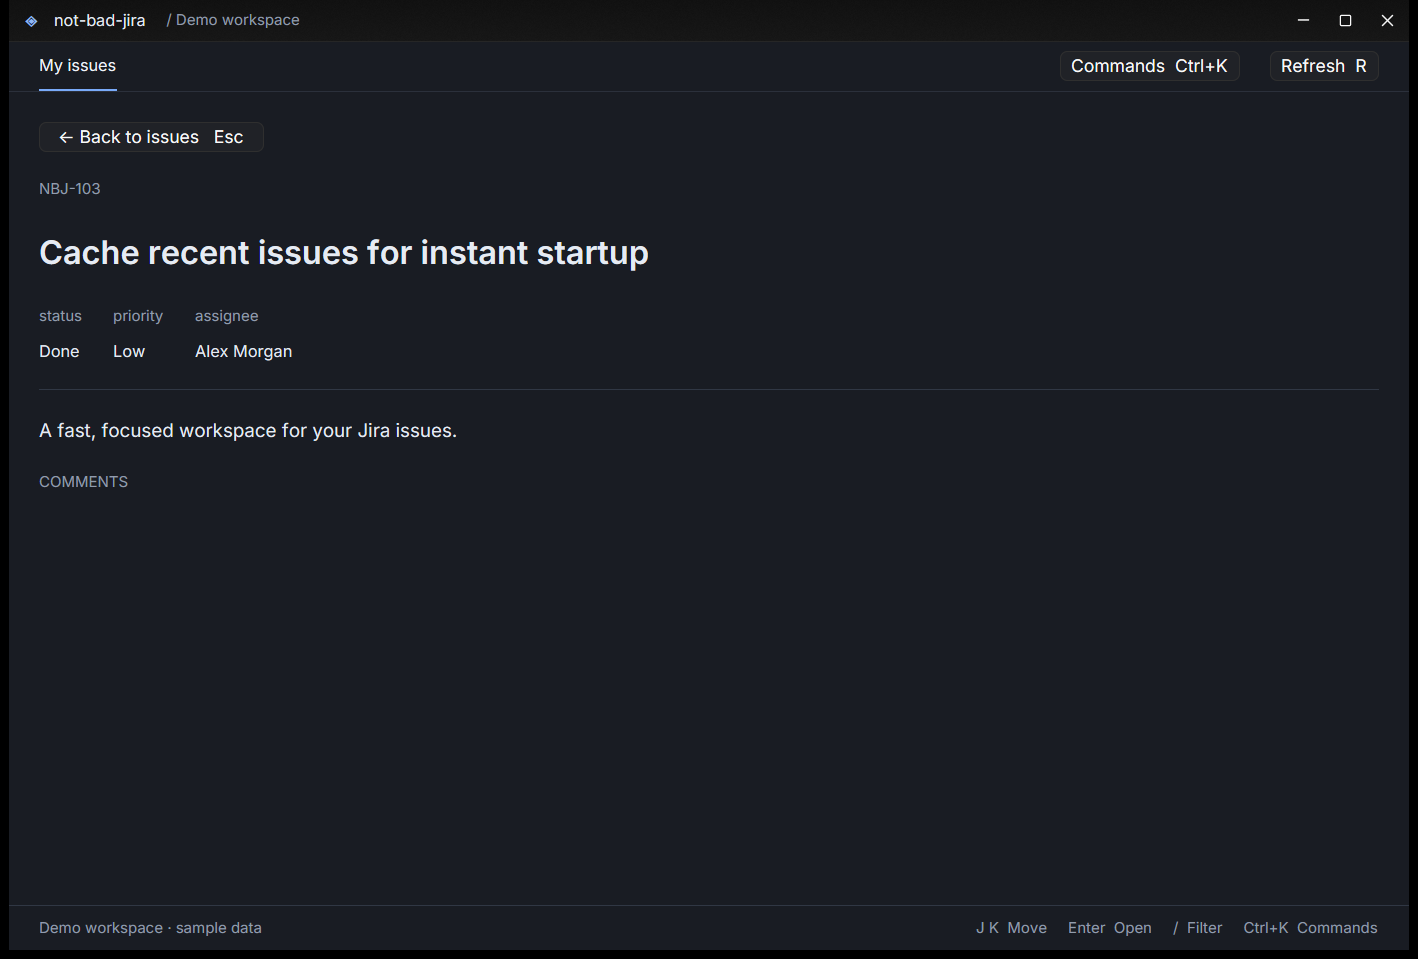 not-bad-jira / Demo workspace
My issues Commands Ctrl+K Refresh R
← Back to issues Esc
NBJ-103
Cache recent issues for instant startup
status priority assignee
Done Low Alex Morgan
A fast, focused workspace for your Jira issues.
COMMENTS
Demo workspace · sample data J K Move Enter Open / Filter Ctrl+K Commands